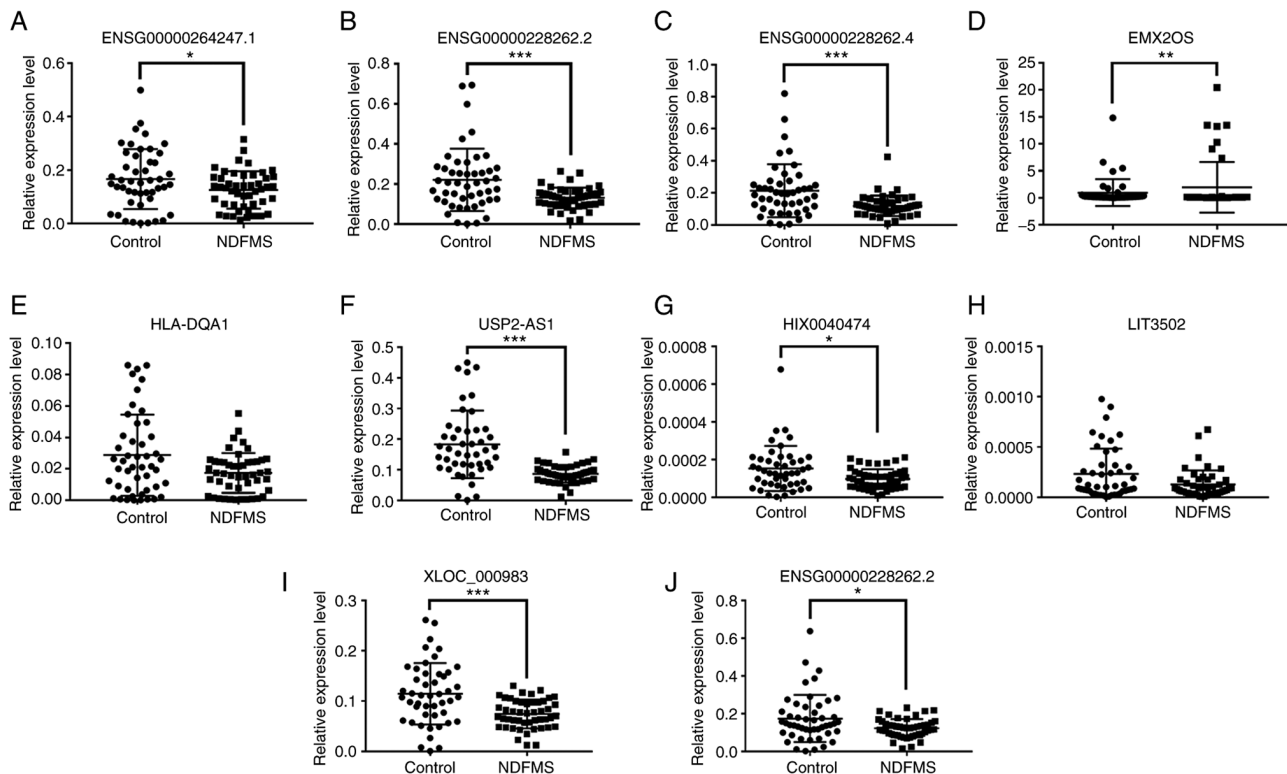 A
ENSG00000264247.1
*
Relative expression level
0.6
0.4
0.2
0.0
Control NDFMS
B
ENSG00000228262.2
***
Relative expression level
0.8
0.6
0.4
0.2
0.0
Control NDFMS
C
ENSG00000228262.4
***
Relative expression level
1.0
0.8
0.6
0.4
0.2
0.0
Control NDFMS
D
EMX2OS
**
Relative expression level
25
20
15
10
5
0
−5
Control NDFMS
E
HLA-DQA1
Relative expression level
0.10
0.08
0.06
0.04
0.02
0.00
Control NDFMS
F
USP2-AS1
***
Relative expression level
0.5
0.4
0.3
0.2
0.1
0.0
Control NDFMS
G
HIX0040474
*
Relative expression level
0.0008
0.0006
0.0004
0.0002
0.0000
Control NDFMS
H
LIT3502
Relative expression level
0.0015
0.0010
0.0005
0.0000
Control NDFMS
I
XLOC_000983
***
Relative expression level
0.3
0.2
0.1
0.0
Control NDFMS
J
ENSG00000228262.2
*
Relative expression level
0.8
0.6
0.4
0.2
0.0
Control NDFMS